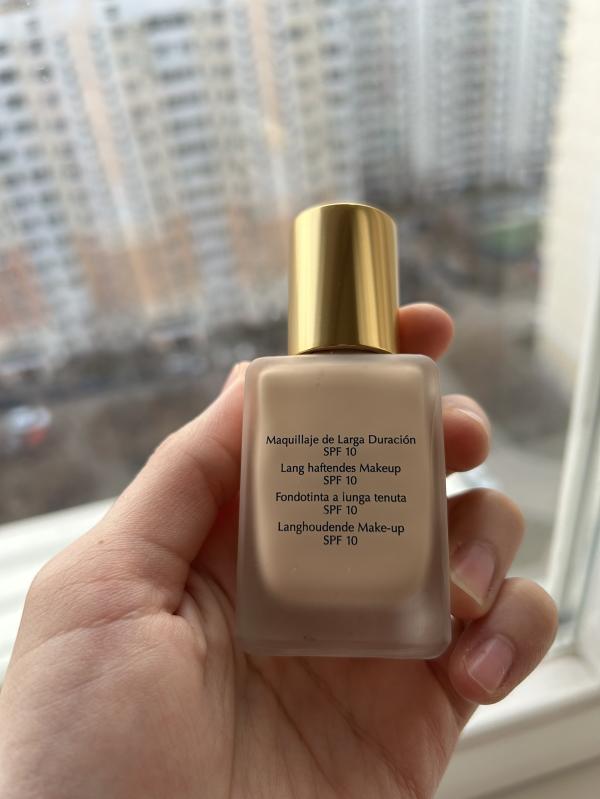 Maquillaje de Larga Duración
SPF 10
Lang haftendes Makeup
SPF 10
Fondotinta a iunga tenuta
SPF 10
Langhoudende Make-up
SPF 10